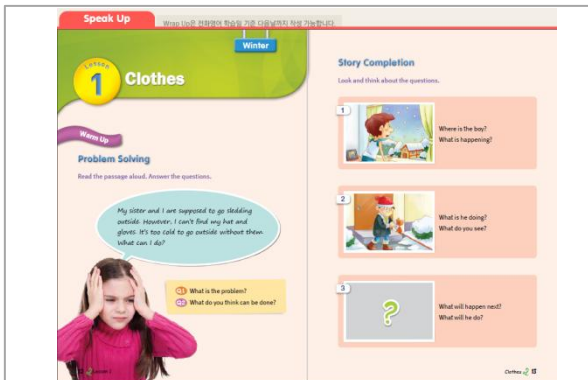 Speak Up
Wrap Up은 전화영어 학습일 기준 다음날까지 작성 가능합니다.
Winter
Lesson
1
Clothes
Warm Up
Problem Solving
Read the passage aloud. Answer the questions.
My sister and I are supposed to go sledding
outside. However, I can't find my hat and
gloves. It's too cold to go outside without them.
What can I do?
Q1 What is the problem?
Q2 What do you think can be done?
Story Completion
Look and think about the questions.
1
Where is the boy?
What is happening?
2
What is he doing?
What do you see?
3
?
What will happen next?
What will he do?
Lesson 1
Clothes